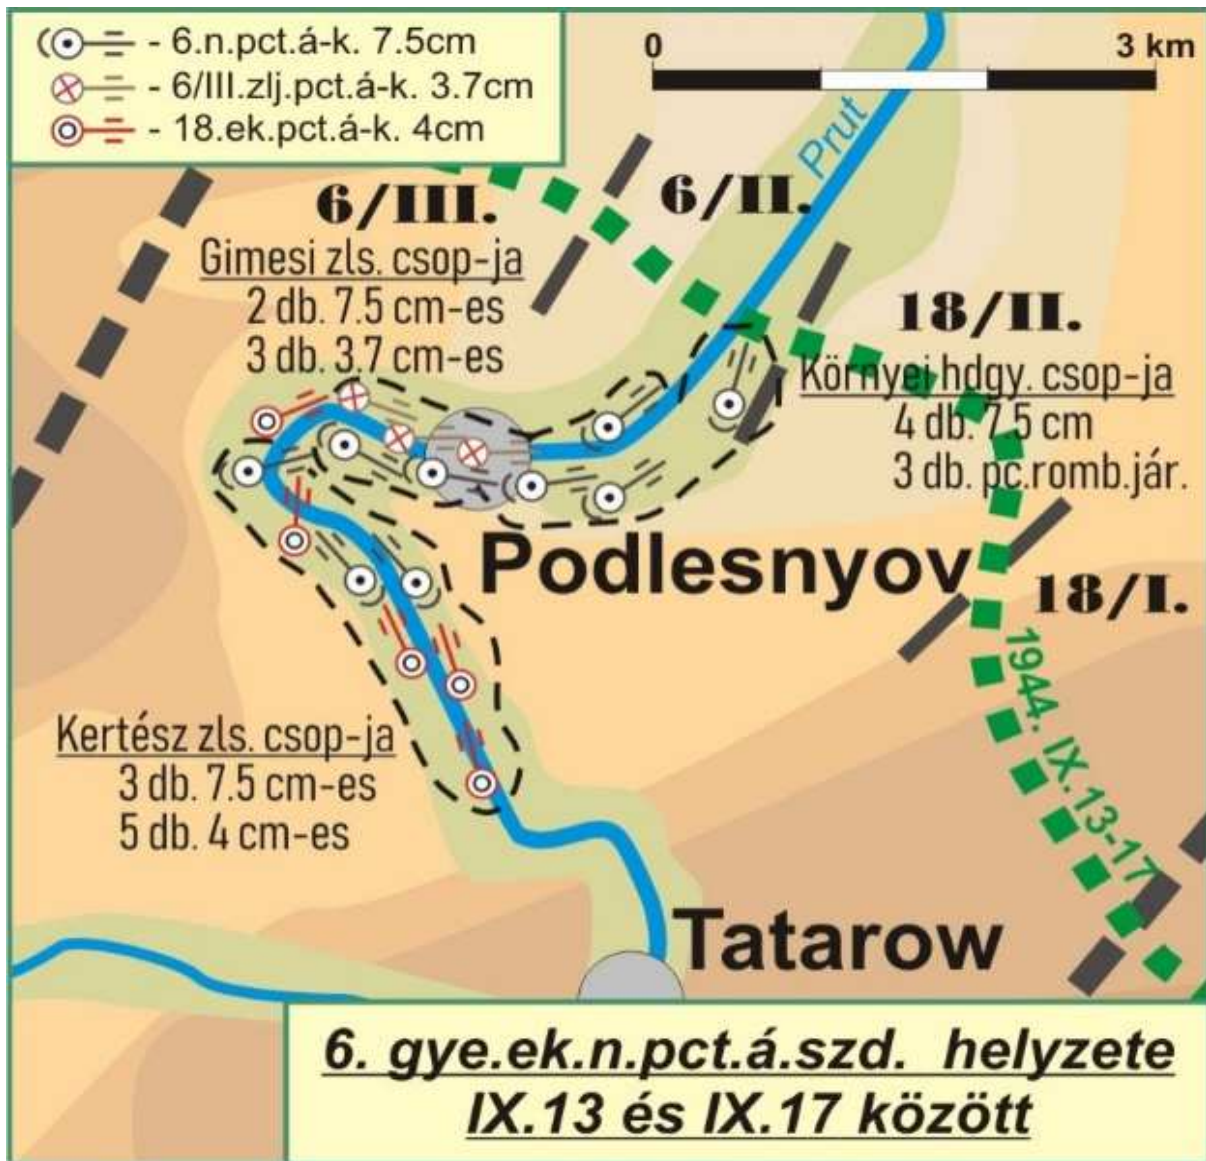 - 6.n.pct.á-k. 7.5cm
- 6/III.zlj.pct.á-k. 3.7cm
- 18.ek.pct.á-k. 4cm
0 3 km
Prut
6/III.
6/II.
Gimesi zls. csop-ja
2 db. 7.5 cm-es
3 db. 3.7 cm-es
18/II.
Környei hdgy. csop-ja
4 db. 7.5 cm
3 db. pc.romb.jár.
Podlesnyov
18/I.
1944. IX.13-17
Kertész zls. csop-ja
3 db. 7.5 cm-es
5 db. 4 cm-es
Tatarow
6. gye.ek.n.pct.á.szd. helyzete
IX.13 és IX.17 között